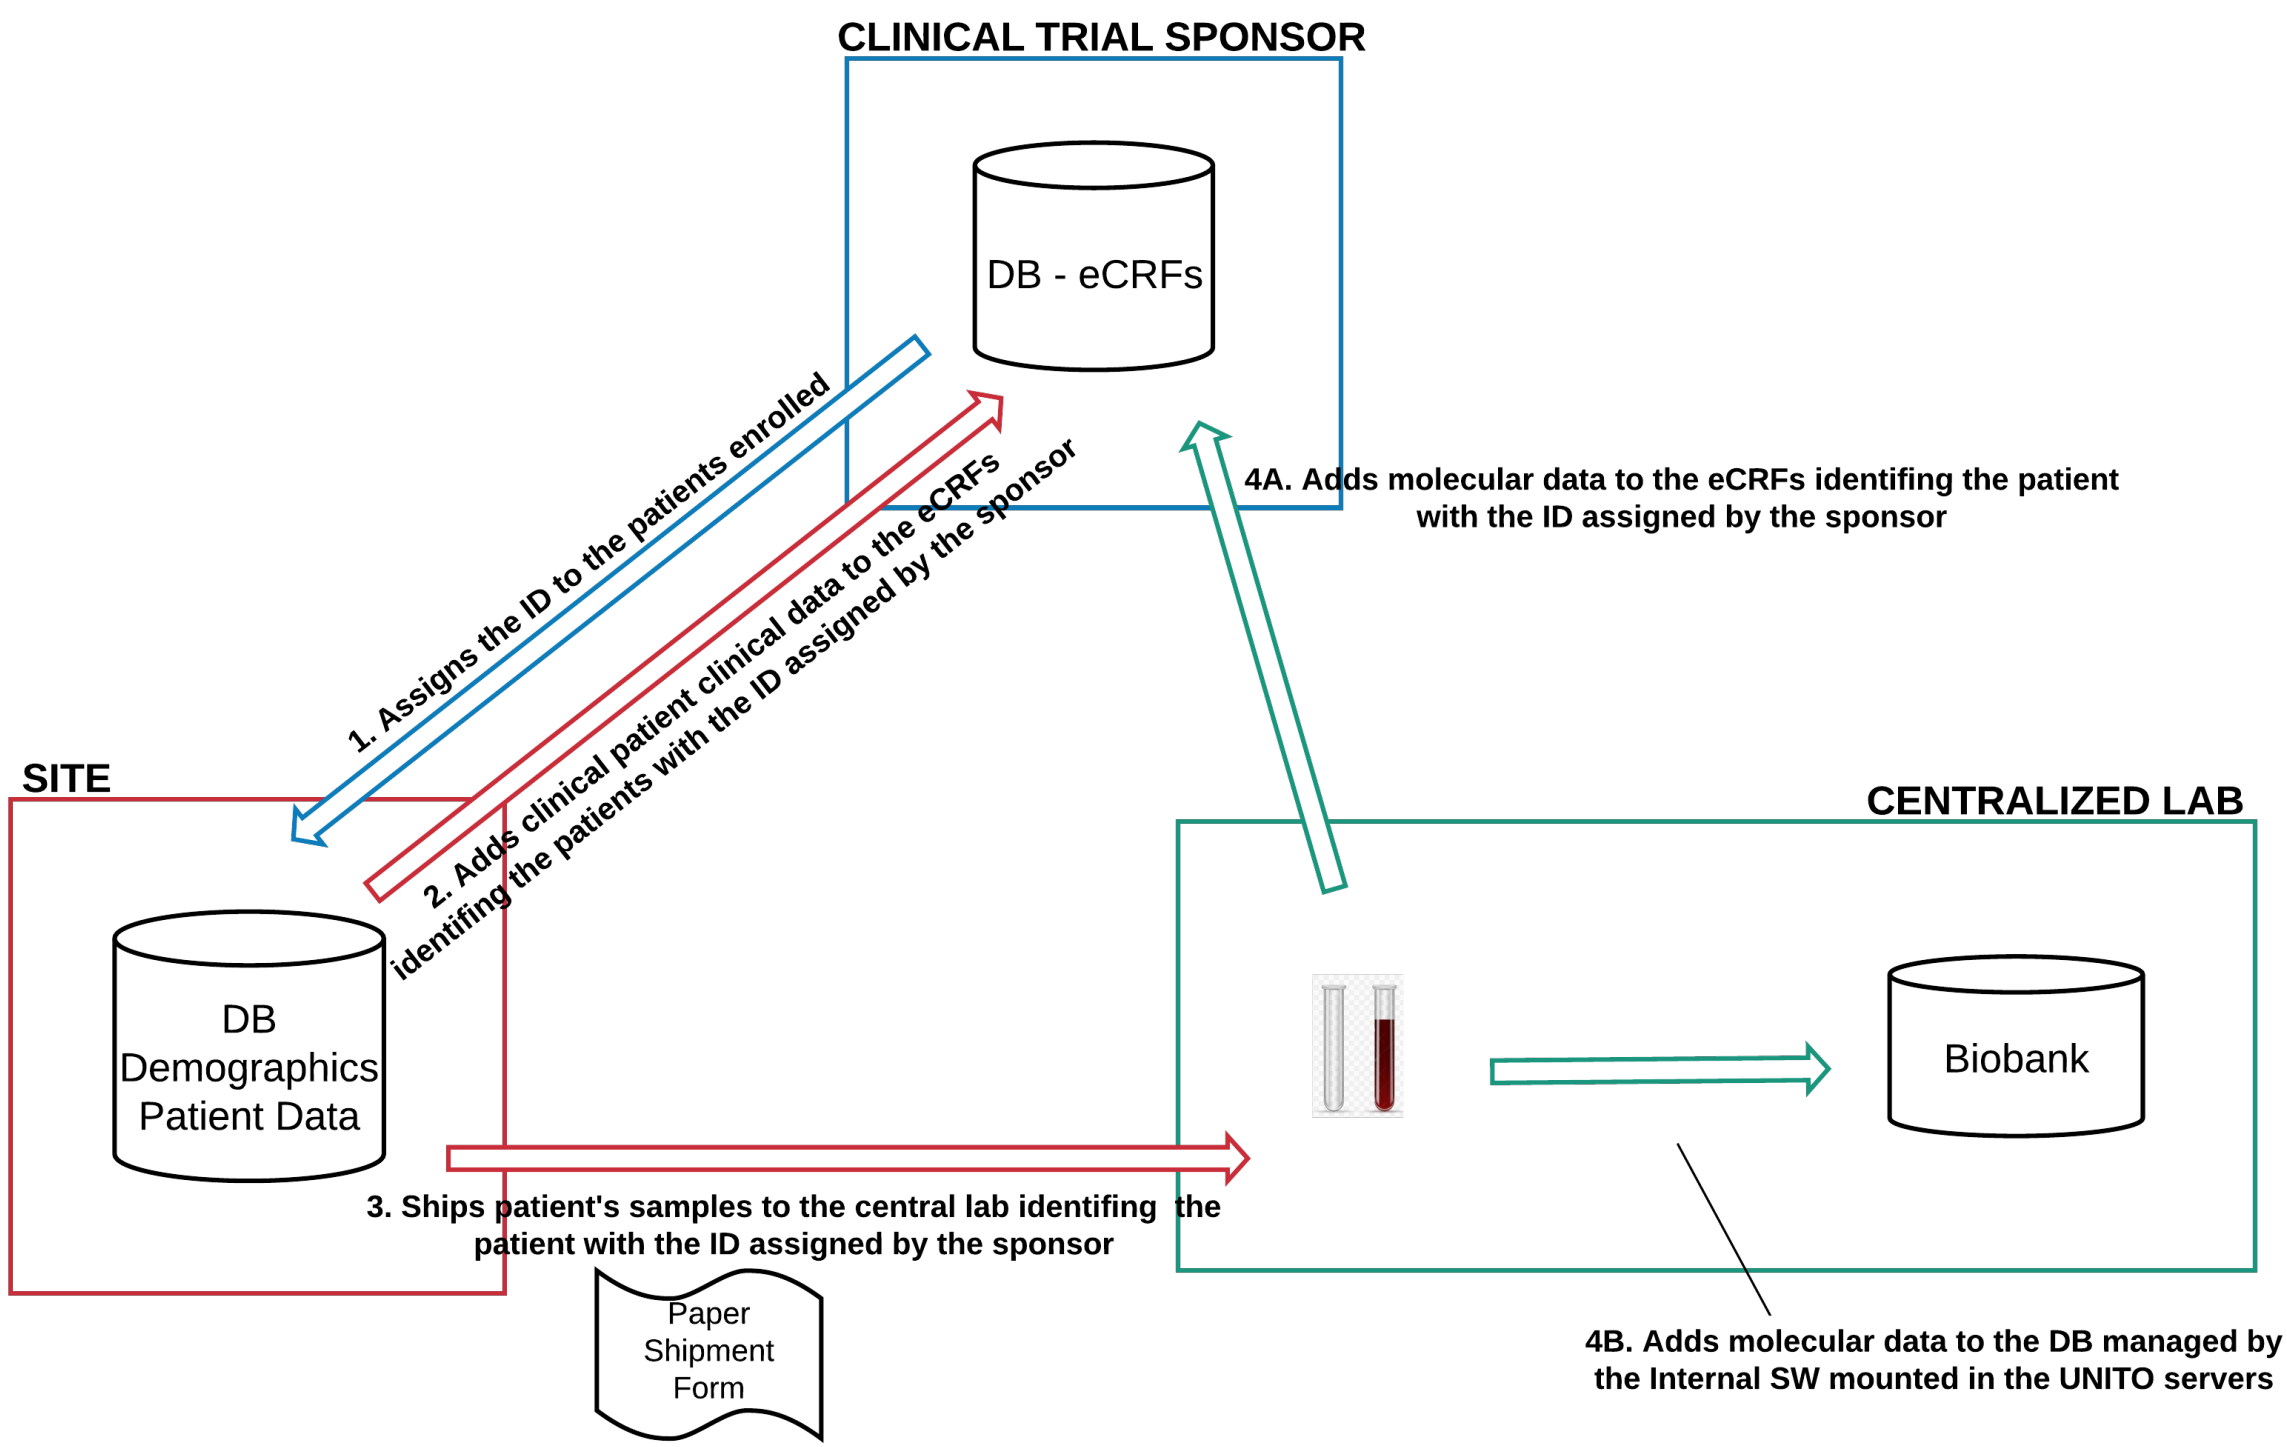 CLINICAL TRIAL SPONSOR
DB - eCRFs
1. Assigns the ID to the patients enrolled
2. Adds clinical patient clinical data to the eCRFs
identifing the patients with the ID assigned by the sponsor
4A. Adds molecular data to the eCRFs identifing the patient
with the ID assigned by the sponsor
SITE
DB
Demographics
Patient Data
CENTRALIZED LAB
Biobank
3. Ships patient's samples to the central lab identifing  the
patient with the ID assigned by the sponsor
Paper
Shipment
Form
4B. Adds molecular data to the DB managed by
the Internal SW mounted in the UNITO servers